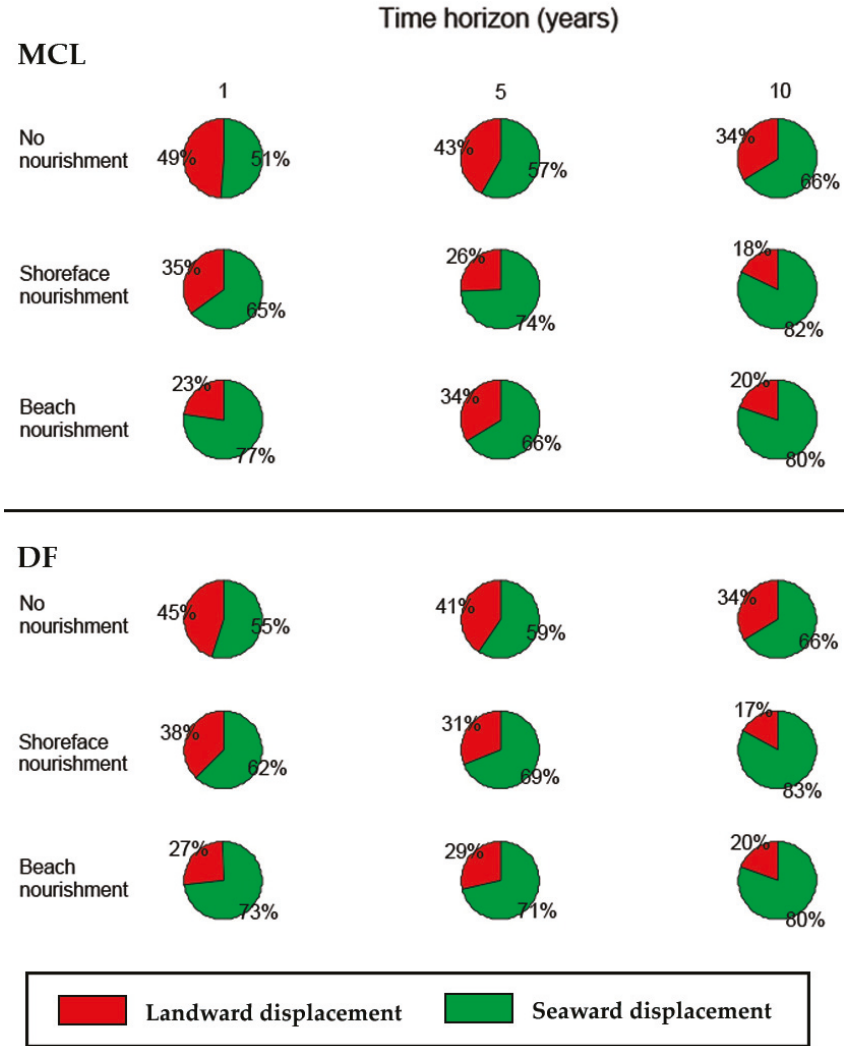 Time horizon (years)
MCL
1 5 10
No
nourishment
49% 51% 43% 57% 34% 66%
Shoreface
nourishment
35% 65% 26% 74% 18% 82%
Beach
nourishment
23% 77% 34% 66% 20% 80%
DF
No
nourishment
45% 55% 41% 59% 34% 66%
Shoreface
nourishment
38% 62% 31% 69% 17% 83%
Beach
nourishment
27% 73% 29% 71% 20% 80%
Landward displacement Seaward displacement